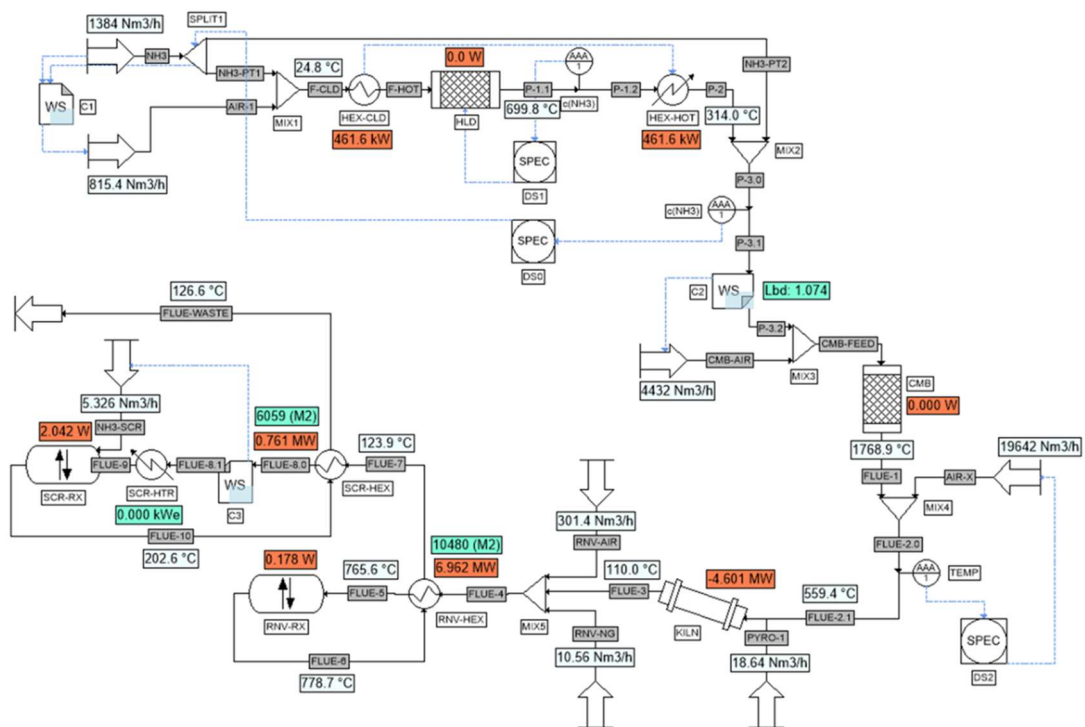 1384 Nm3/h
SPLIT1
NH3
NH3-PT1
NH3-PT2
WS
C1
AIR-1
MIX1
815.4 Nm3/h
24.8 °C
F-CLD
HEX-CLD
461.6 kW
F-HOT
0.0 W
HLD
P-1.1
699.8 °C
AAA
1
c(NH3)
P-1.2
HEX-HOT
461.6 kW
P-2
314.0 °C
SPEC
DS1
MIX2
P-3.0
AAA
1
c(NH3)
SPEC
DS0
P-3.1
C2
WS
Lbd: 1.074
P-3.2
CMB-FEED
CMB-AIR
MIX3
4432 Nm3/h
CMB
0.000 W
1768.9 °C
FLUE-1
19642 Nm3/h
AIR-X
MIX4
FLUE-2.0
AAA
1
TEMP
559.4 °C
FLUE-2.1
SPEC
DS2
126.6 °C
FLUE-WASTE
5.326 Nm3/h
NH3-SCR
2.042 W
FLUE-9
SCR-RX
SCR-HTR
0.000 kWe
FLUE-8.1
WS
C3
6059 (M2)
0.761 MW
FLUE-8.0
SCR-HEX
123.9 °C
FLUE-7
FLUE-10
202.6 °C
0.178 W
RNV-RX
765.6 °C
FLUE-5
10480 (M2)
6.962 MW
RNV-HEX
FLUE-4
FLUE-6
778.7 °C
301.4 Nm3/h
RNV-AIR
MIX5
110.0 °C
FLUE-3
RNV-NG
10.56 Nm3/h
-4.601 MW
KILN
PYRO-1
18.64 Nm3/h